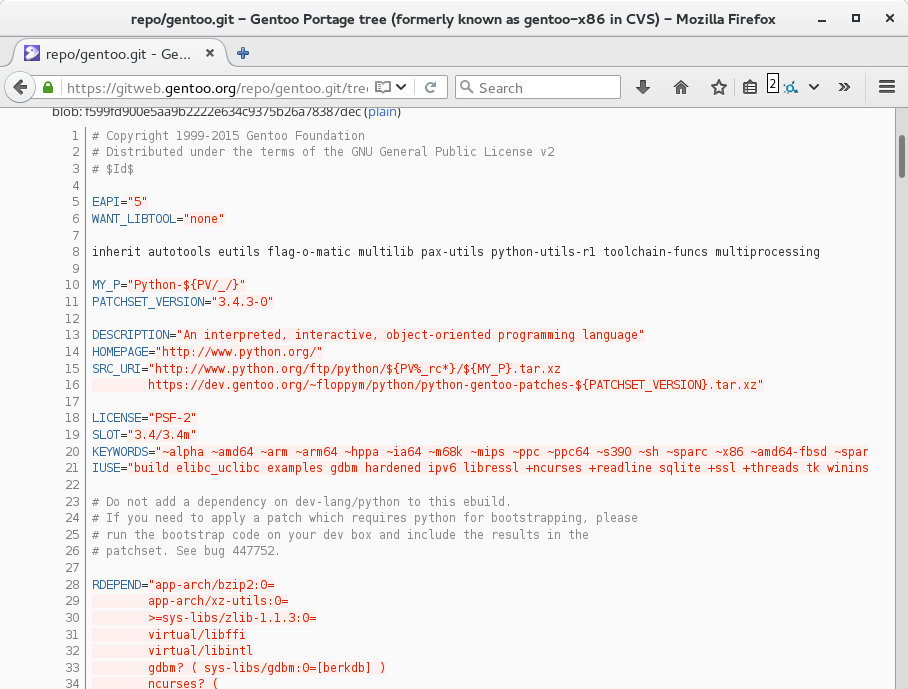 repo/gentoo.git – Gentoo Portage tree (formerly known as gentoo-x86 in CVS) – Mozilla Firefox
repo/gentoo.git - Ge...
https://gitweb.gentoo.org/repo/gentoo.git/tre
Search
2
blob: f599fd900e5aa9b2222e634c9375b26a78387dec (plain)
1 # Copyright 1999-2015 Gentoo Foundation
2 # Distributed under the terms of the GNU General Public License v2
3 # $Id$
4
5 EAPI="5"
6 WANT_LIBTOOL="none"
7
8 inherit autotools eutils flag-o-matic multilib pax-utils python-utils-r1 toolchain-funcs multiprocessing
9
10 MY_P="Python-${PV/_/}"
11 PATCHSET_VERSION="3.4.3-0"
12
13 DESCRIPTION="An interpreted, interactive, object-oriented programming language"
14 HOMEPAGE="http://www.python.org/"
15 SRC_URI="http://www.python.org/ftp/python/${PV%_rc*}/${MY_P}.tar.xz
16 https://dev.gentoo.org/~floppym/python/python-gentoo-patches-${PATCHSET_VERSION}.tar.xz"
17
18 LICENSE="PSF-2"
19 SLOT="3.4/3.4m"
20 KEYWORDS="~alpha ~amd64 ~arm ~arm64 ~hppa ~ia64 ~m68k ~mips ~ppc ~ppc64 ~s390 ~sh ~sparc ~x86 ~amd64-fbsd ~spar
21 IUSE="build elibc_uclibc examples gdbm hardened ipv6 libressl +ncurses +readline sqlite +ssl +threads tk winins
22
23 # Do not add a dependency on dev-lang/python to this ebuild.
24 # If you need to apply a patch which requires python for bootstrapping, please
25 # run the bootstrap code on your dev box and include the results in the
26 # patchset. See bug 447752.
27
28 RDEPEND="app-arch/bzip2:0=
29 app-arch/xz-utils:0=
30 >=sys-libs/zlib-1.1.3:0=
31 virtual/libffi
32 virtual/libintl
33 gdbm? ( sys-libs/gdbm:0=[berkdb] )
34 ncurses? (